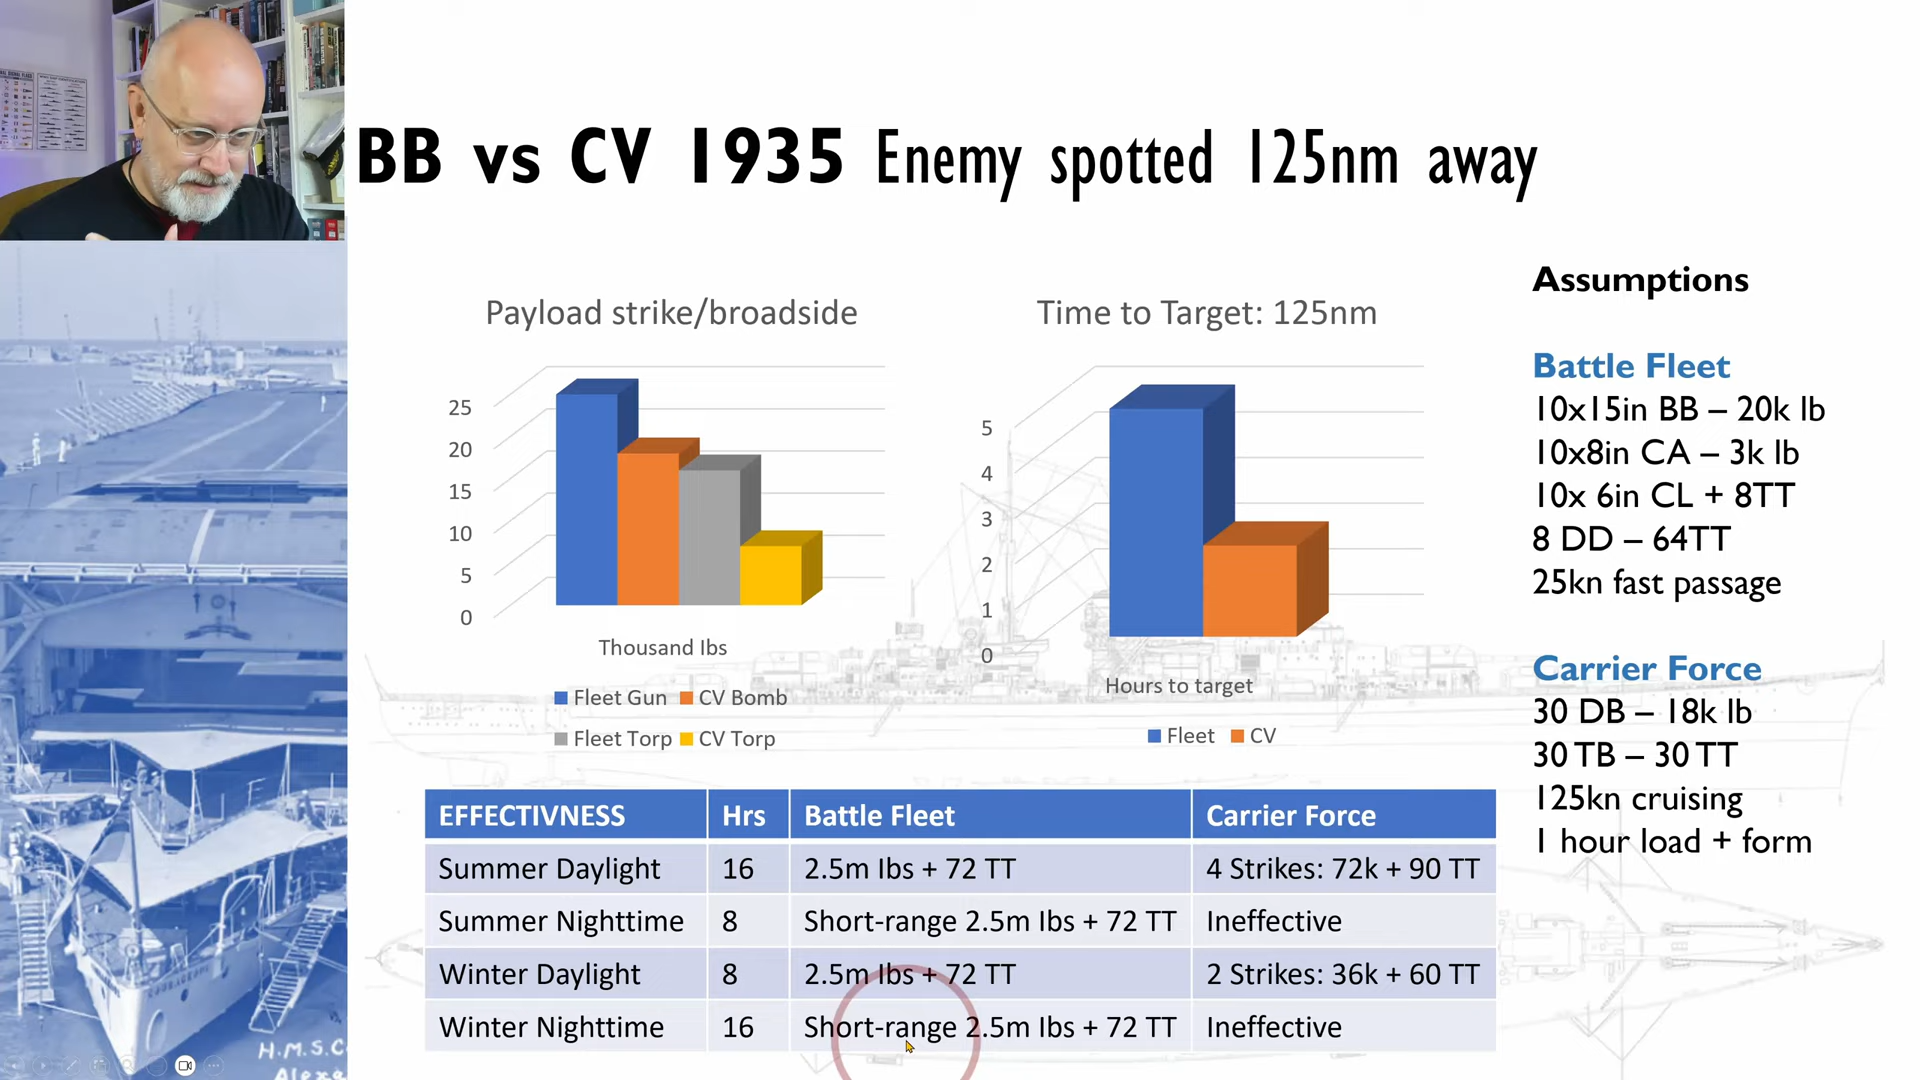 BB vs CV 1935 Enemy spotted 125nm away
Payload strike/broadside
25
20
15
10
5
0
Thousand lbs
Fleet Gun CV Bomb
Fleet Torp CV Torp
Time to Target: 125nm
5
4
3
2
1
0
Hours to target
Fleet CV
Assumptions
Battle Fleet
10x15in BB – 20k lb
10x8in CA – 3k lb
10x 6in CL + 8TT
8 DD – 64TT
25kn fast passage
Carrier Force
30 DB – 18k lb
30 TB – 30 TT
125kn cruising
1 hour load + form
EFFECTIVNESS Hrs Battle Fleet Carrier Force
Summer Daylight 16 2.5m lbs + 72 TT 4 Strikes: 72k + 90 TT
Summer Nighttime 8 Short-range 2.5m lbs + 72 TT Ineffective
Winter Daylight 8 2.5m lbs + 72 TT 2 Strikes: 36k + 60 TT
Winter Nighttime 16 Short-range 2.5m lbs + 72 TT Ineffective
H.M.S.